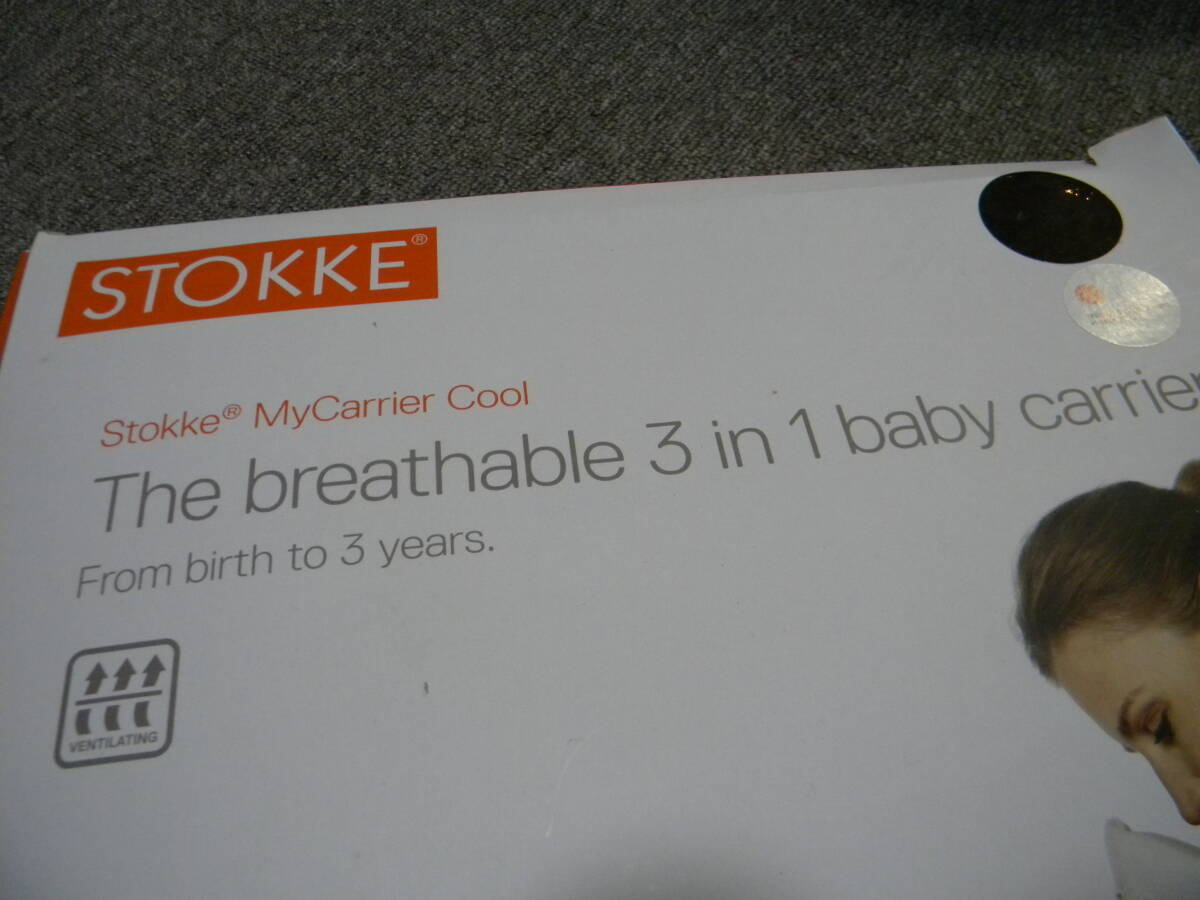 STOKKE®
Stokke® MyCarrier Cool
The breathable 3 in 1 baby carrier
From birth to 3 years.
VENTILATING